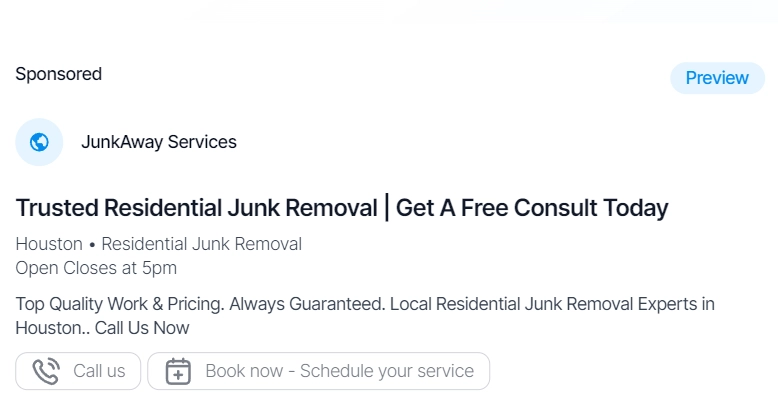 Sponsored
Preview
JunkAway Services
Trusted Residential Junk Removal | Get A Free Consult Today
Houston • Residential Junk Removal
Open Closes at 5pm
Top Quality Work & Pricing. Always Guaranteed. Local Residential Junk Removal Experts in
Houston.. Call Us Now
Call us
Book now - Schedule your service